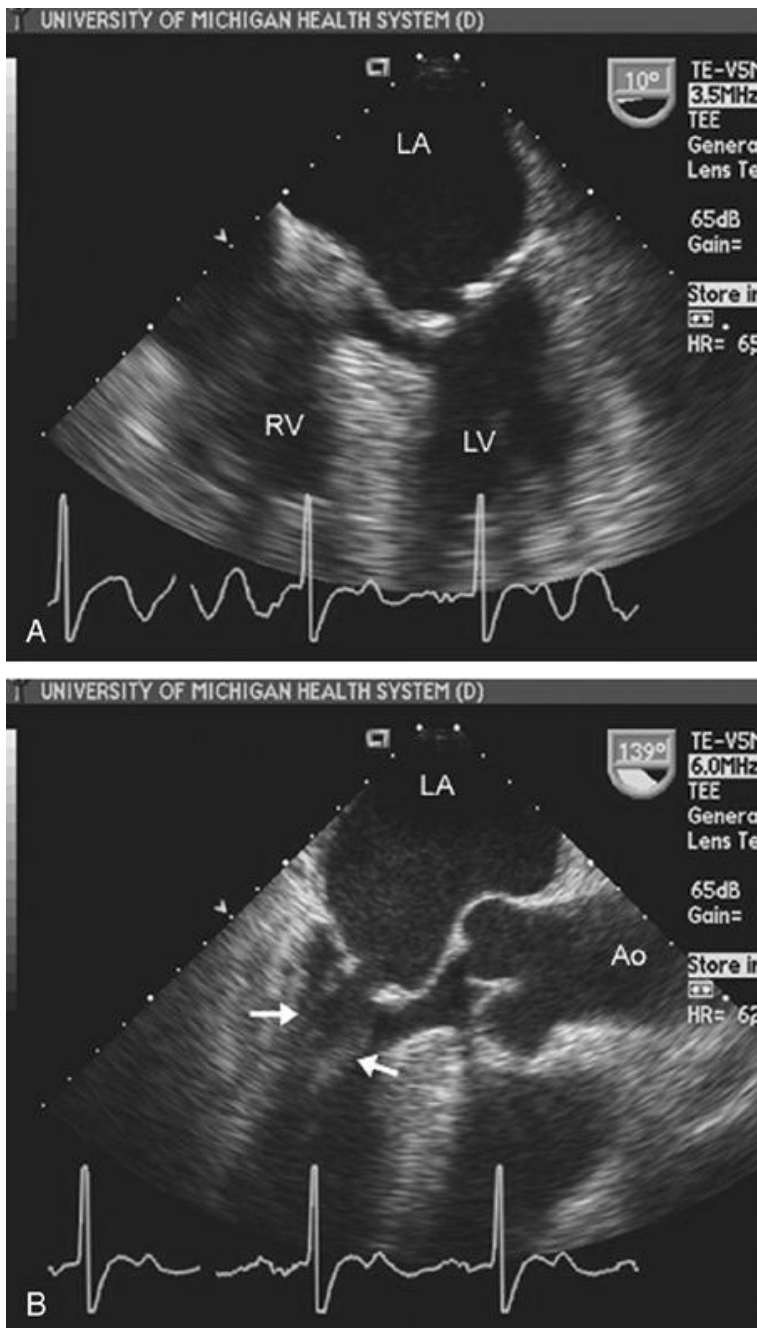 UNIVERSITY OF MICHIGAN HEALTH SYSTEM (D)
10°
TE-V5M
3.5MHz
TEE
Genera
Lens Te
65dB
Gain=
Store in
HR= 65
LA
RV
LV
A
UNIVERSITY OF MICHIGAN HEALTH SYSTEM (D)
139°
TE-V5M
6.0MHz
TEE
Genera
Lens Te
65dB
Gain=
Store in
HR= 62
LA
Ao
B